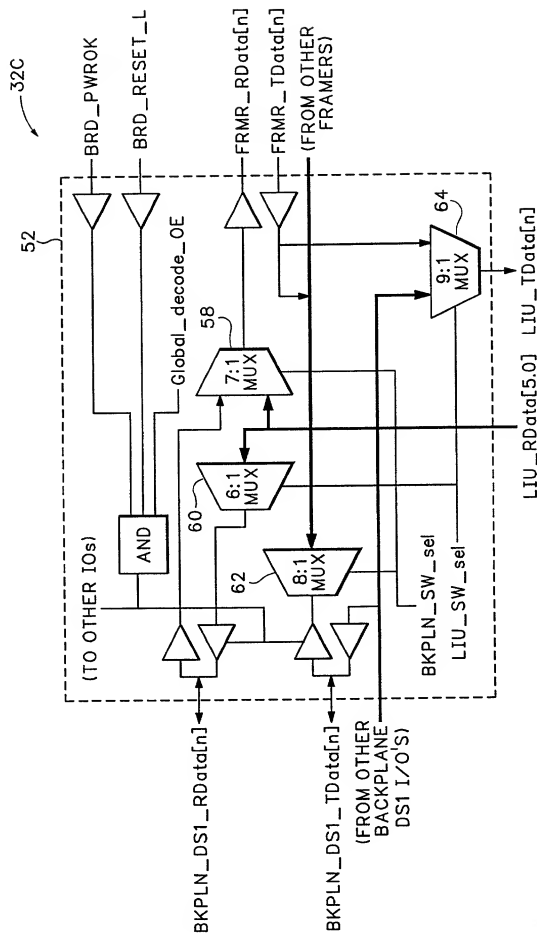 32C
52
BRD_PWROK
BRD_RESET_L
Global_decode_OE
FRMR_RData[n]
FRMR_TData[n]
(FROM OTHER
FRAMERS)
(TO OTHER IOs)
AND
58
7:1
MUX
60
6:1
MUX
62
8:1
MUX
64
9:1
MUX
BKPLN_DS1_RData[n]
BKPLN_DS1_TData[n]
(FROM OTHER
BACKPLANE
DS1 I/O'S)
BKPLN_SW_sel
LIU_SW_sel
LIU_RData[5.0]
LIU_TData[n]